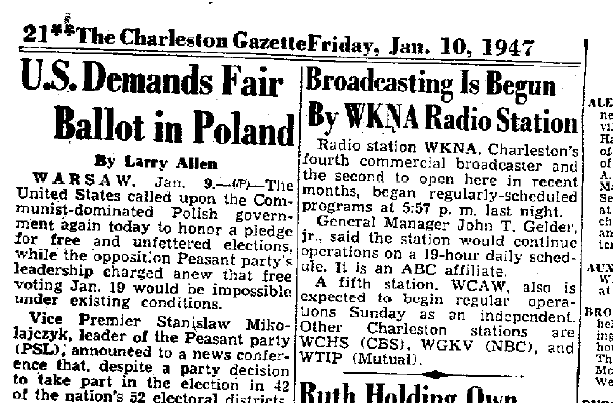 21**The Charleston Gazette Friday, Jan. 10, 1947
U.S. Demands Fair
Ballot in Poland
By Larry Allen
WARSAW, Jan. 9.—(AP)—The
United States called upon the Com-
munist-dominated Polish govern-
ment again today to honor a pledge
for free and unfettered elections,
while the opposition Peasant party's
leadership charged anew that free
voting Jan. 19 would be impossible
under existing conditions.
Vice Premier Stanislaw Miko-
lajczyk, leader of the Peasant party
(PSL), announced to a news confer-
ence that, despite a party decision
to take part in the election in 42
of the nation's 52 electoral districts,
Broadcasting Is Begun
By WKNA Radio Station
Radio station WKNA, Charleston's
fourth commercial broadcaster and
the second to open here in recent
months, began regularly-scheduled
programs at 5:57 p. m. last night.
General Manager John T. Gelder,
jr., said the station would continue
operations on a 19-hour daily sched-
ule. It is an ABC affiliate.
A fifth station, WCAW, also is
expected to begin regular opera-
tions Sunday as an independent.
Other Charleston stations are
WCHS (CBS), WGKV (NBC), and
WTIP (Mutual).
Ruth Holding Own